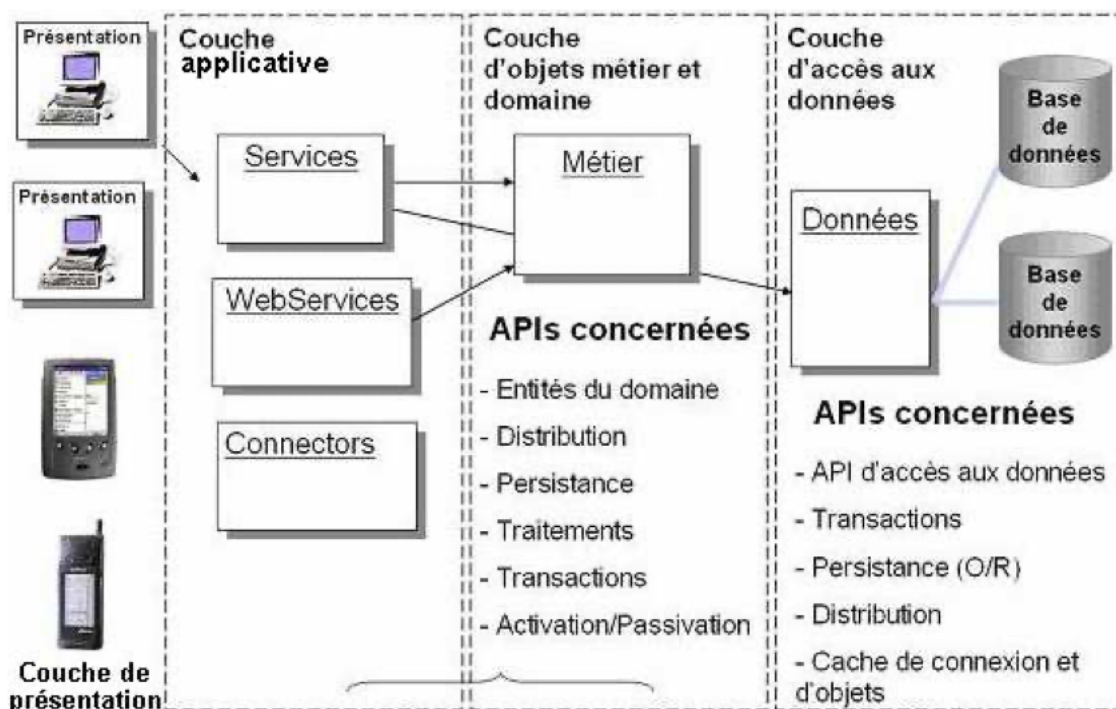 Présentation
Présentation
Couche de
présentation
Couche
applicative
Services
WebServices
Connectors
Couche
d'objets métier et
domaine
Métier
APIs concernées
- Entités du domaine
- Distribution
- Persistance
- Traitements
- Transactions
- Activation/Passivation
Couche
d'accès aux
données
Base
de
données
Base
de
données
Données
APIs concernées
- API d'accès aux données
- Transactions
- Persistance (O/R)
- Distribution
- Cache de connexion et
d'objets